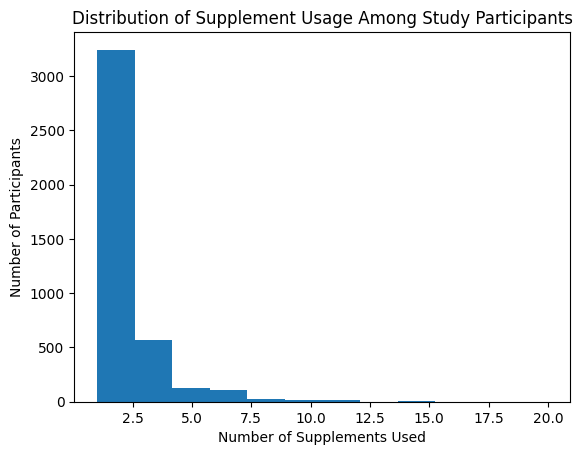 Distribution of Supplement Usage Among Study Participants
Number of Participants
3000
2500
2000
1500
1000
500
0
2.5 5.0 7.5 10.0 12.5 15.0 17.5 20.0
Number of Supplements Used